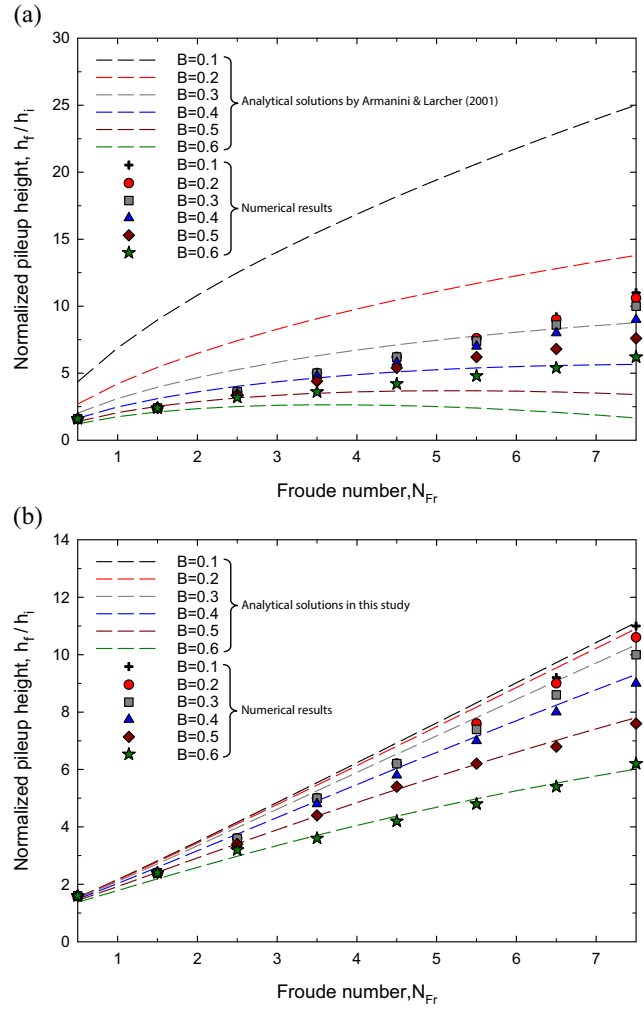 (a)
30
25
20
15
10
5
0
Normalized pileup height, h_f / h_i
B=0.1
B=0.2
B=0.3
B=0.4
B=0.5
B=0.6
Analytical solutions by Armanini & Larcher (2001)
B=0.1
B=0.2
B=0.3
B=0.4
B=0.5
B=0.6
Numerical results
1 2 3 4 5 6 7
Froude number,N_Fr
(b)
14
12
10
8
6
4
2
0
Normalized pileup height, h_f / h_i
B=0.1
B=0.2
B=0.3
B=0.4
B=0.5
B=0.6
Analytical solutions in this study
B=0.1
B=0.2
B=0.3
B=0.4
B=0.5
B=0.6
Numerical results
1 2 3 4 5 6 7
Froude number,N_Fr